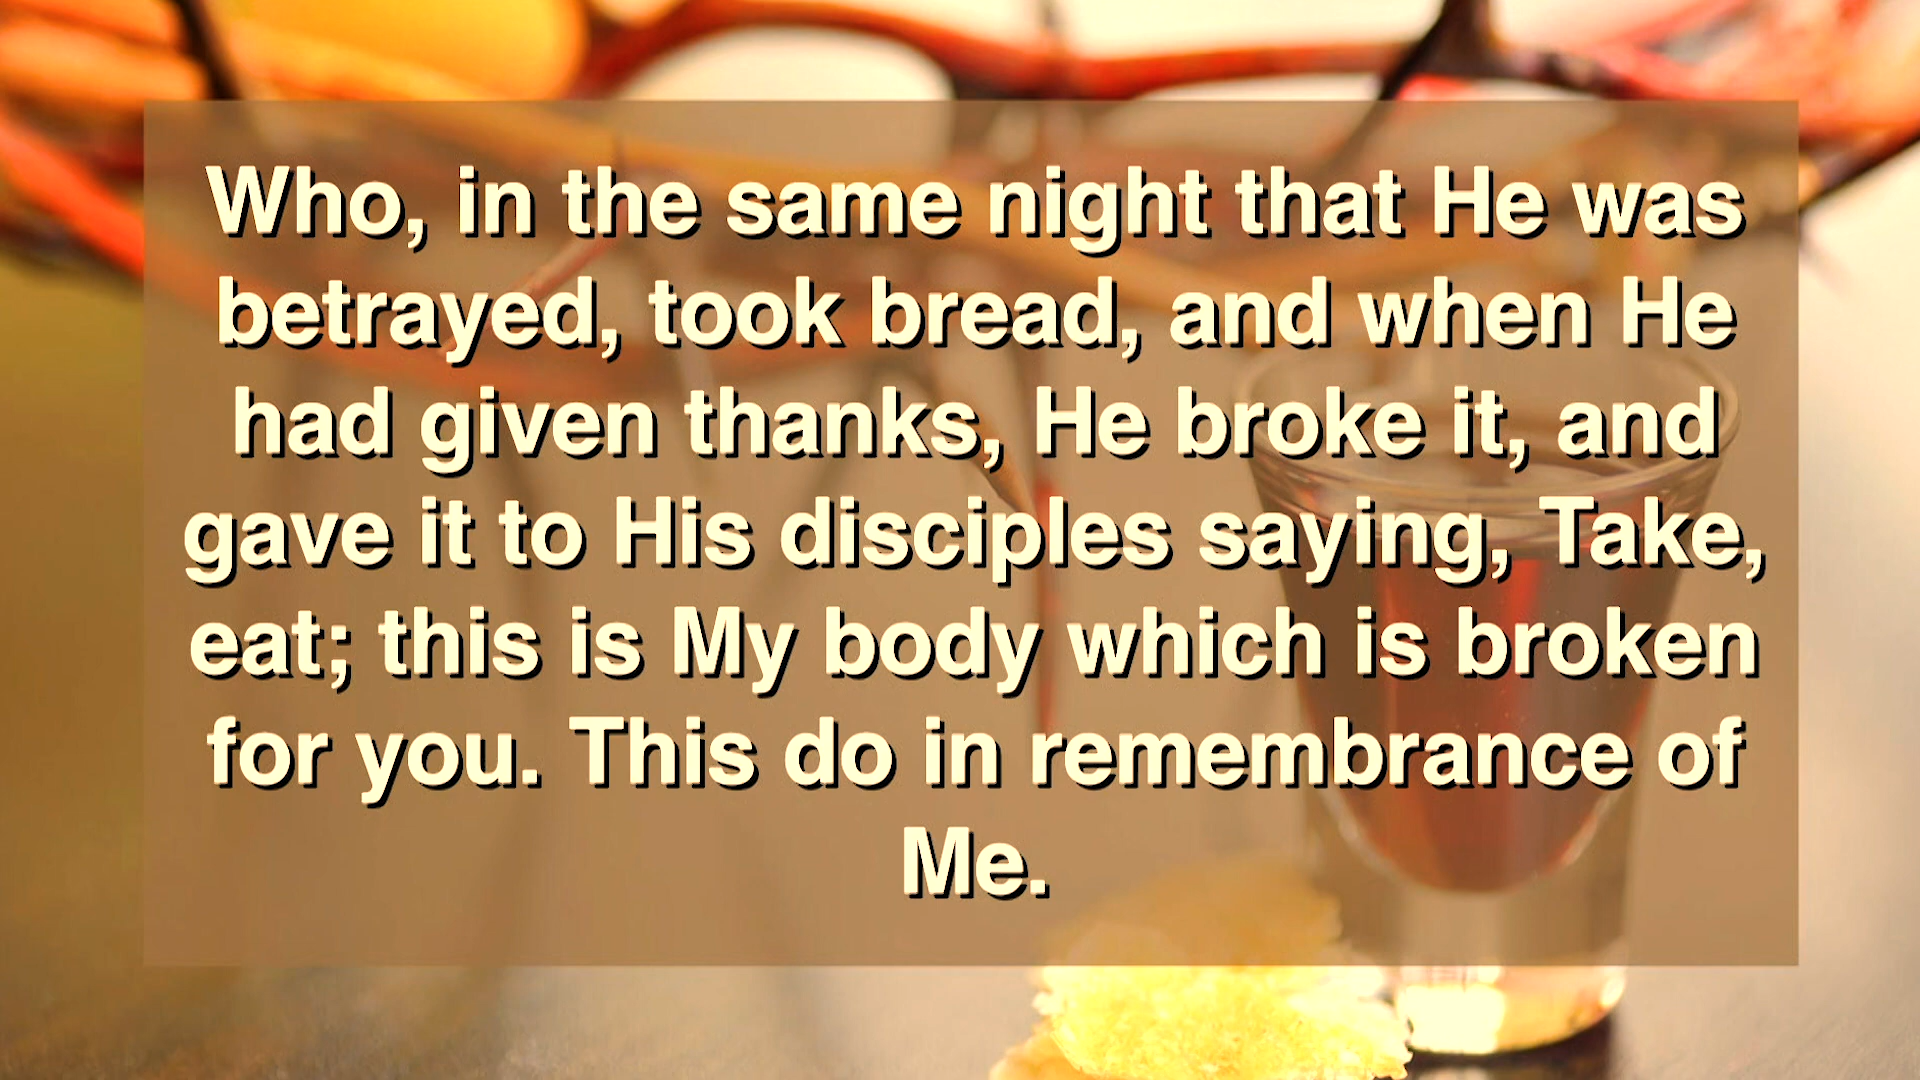 Who, in the same night that He was
betrayed, took bread, and when He
had given thanks, He broke it, and
gave it to His disciples saying, Take,
eat; this is My body which is broken
for you. This do in remembrance of
Me.